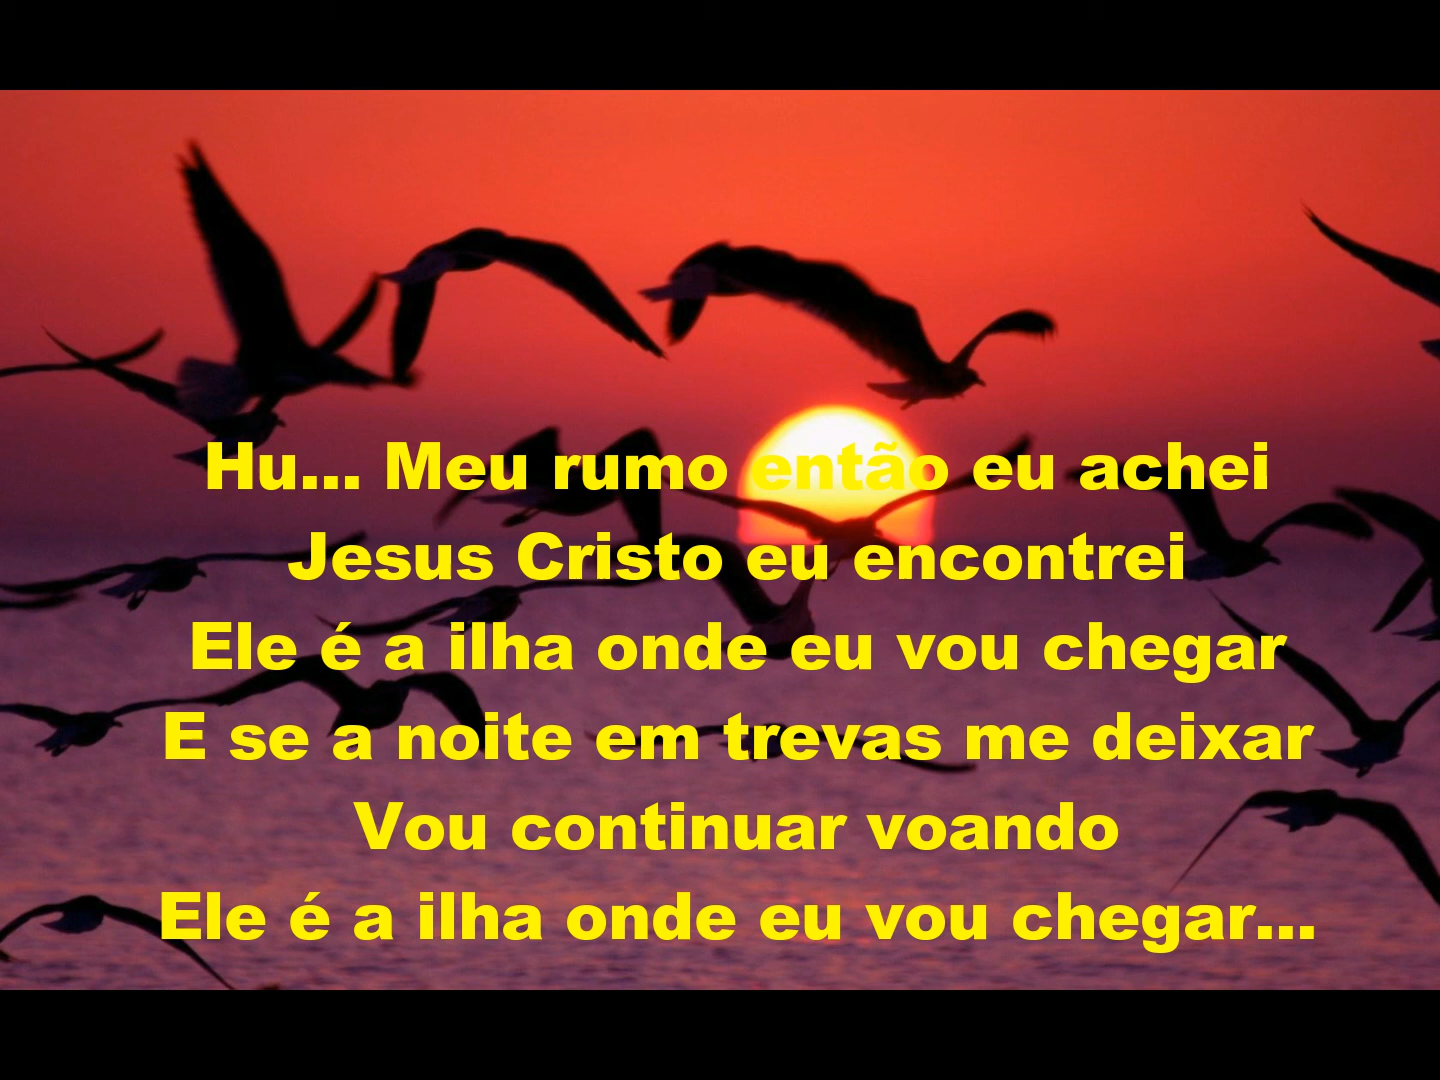 Hu... Meu rumo então eu achei
Jesus Cristo eu encontrei
Ele é a ilha onde eu vou chegar
E se a noite em trevas me deixar
Vou continuar voando
Ele é a ilha onde eu vou chegar...